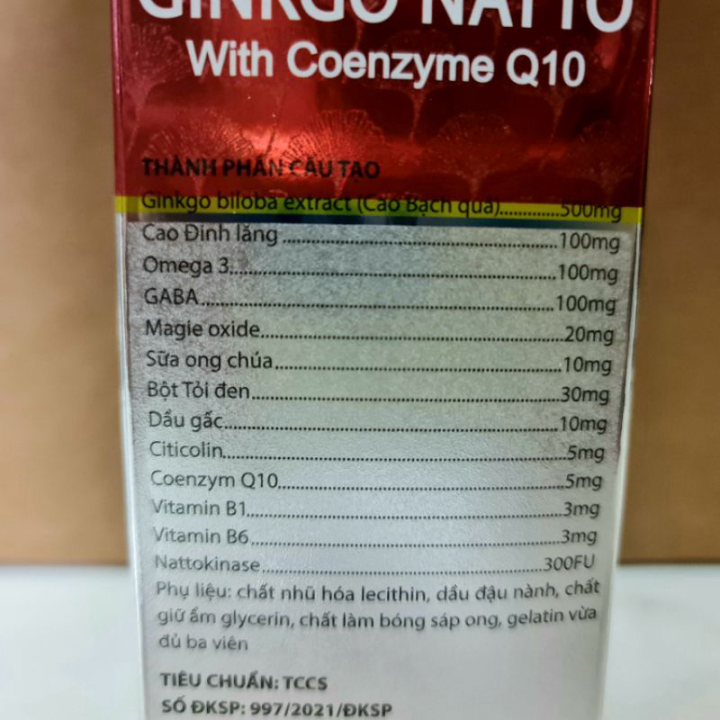 GINKGO NATTO
With Coenzyme Q10
THÀNH PHẦN CẤU TẠO
Ginkgo biloba extract (Cao Bạch quả).............500mg
Cao Đinh lăng ..........................................100mg
Omega 3..................................................100mg
GABA......................................................100mg
Magie oxide..............................................20mg
Sữa ong chúa............................................10mg
Bột Tỏi đen...............................................30mg
Dầu gấc...................................................10mg
Citicolin....................................................5mg
Coenzym Q10...........................................5mg
Vitamin B1................................................3mg
Vitamin B6................................................3mg
Nattokinase..........................................300FU
Phụ liệu: chất nhũ hóa lecithin, dầu đậu nành, chất
giữ ẩm glycerin, chất làm bóng sáp ong, gelatin vừa
đủ ba viên
TIÊU CHUẨN: TCCS
SỐ ĐKSP: 997/2021/ĐKSP